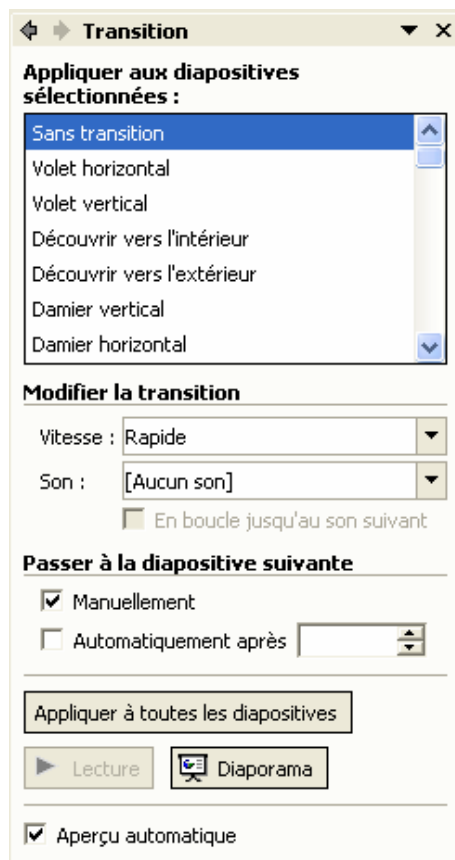 Transition
Appliquer aux diapositives
sélectionnées :
Sans transition
Volet horizontal
Volet vertical
Découvrir vers l'intérieur
Découvrir vers l'extérieur
Damier vertical
Damier horizontal
Modifier la transition
Vitesse : Rapide
Son : [Aucun son]
En boucle jusqu'au son suivant
Passer à la diapositive suivante
Manuellement
Automatiquement après
Appliquer à toutes les diapositives
Lecture Diaporama
Aperçu automatique